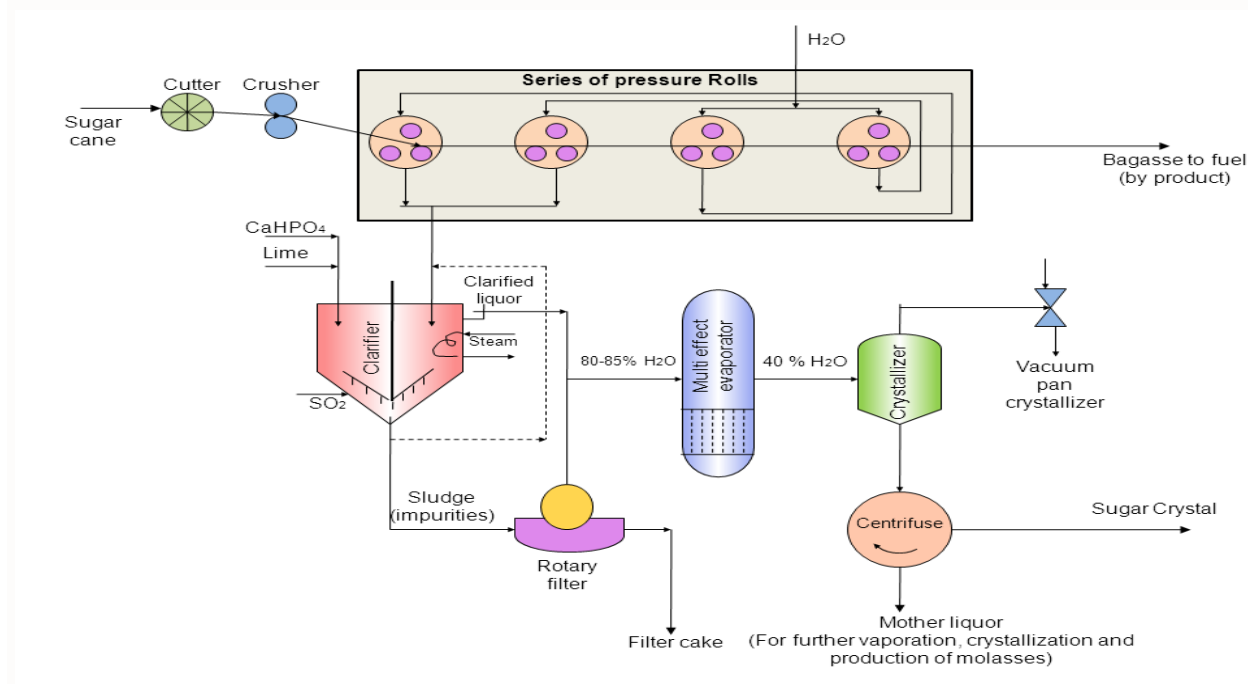 H₂O
Series of pressure Rolls
Cutter
Crusher
Sugar
cane
Bagasse to fuel
(by product)
CaHPO₄
Lime
Clarified
liquor
Clarifier
Steam
SO₂
80-85% H₂O
Multi effect
evaporator
40 % H₂O
Crystallizer
Vacuum
pan
crystallizer
Sludge
(impurities)
Rotary
filter
Filter cake
Centrifuse
Sugar Crystal
Mother liquor
(For further vaporation, crystallization and
production of molasses)